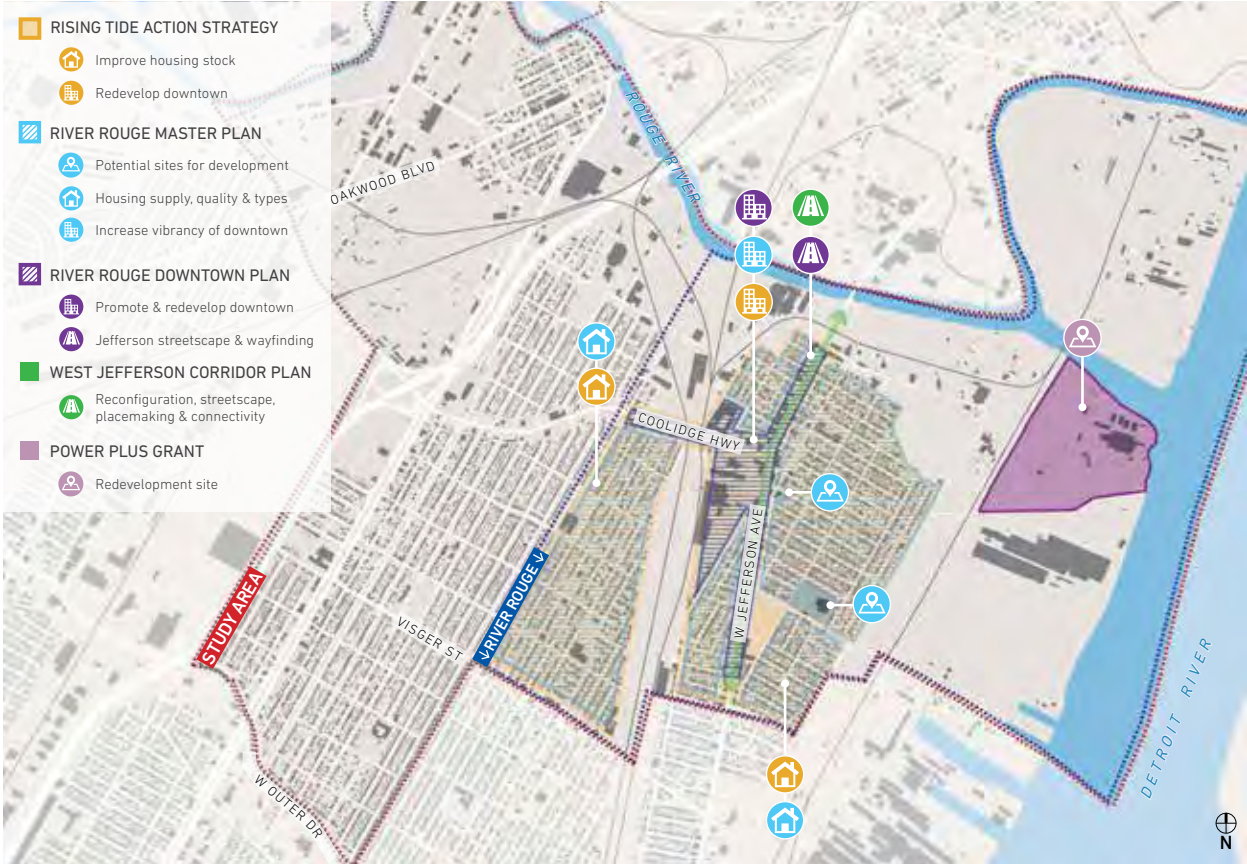 RISING TIDE ACTION STRATEGY
Improve housing stock
Redevelop downtown
RIVER ROUGE MASTER PLAN
Potential sites for development
Housing supply, quality & types
Increase vibrancy of downtown
RIVER ROUGE DOWNTOWN PLAN
Promote & redevelop downtown
Jefferson streetscape & wayfinding
WEST JEFFERSON CORRIDOR PLAN
Reconfiguration, streetscape,
placemaking & connectivity
POWER PLUS GRANT
Redevelopment site
OAKWOOD BLVD
ROUGE RIVER
COOLIDGE HWY
W JEFFERSON AVE
STUDY AREA
↓RIVER ROUGE↓
VISGER ST
W OUTER DR
DETROIT RIVER
N